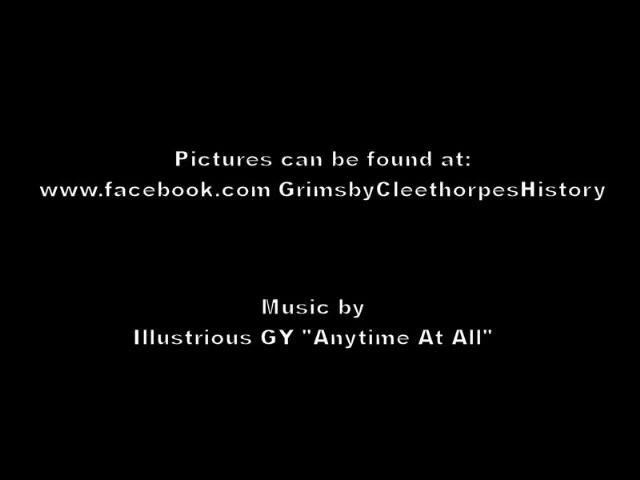 Pictures can be found at:
www.facebook.com GrimsbyCleethorpesHistory
Music by
Illustrious GY "Anytime At All"